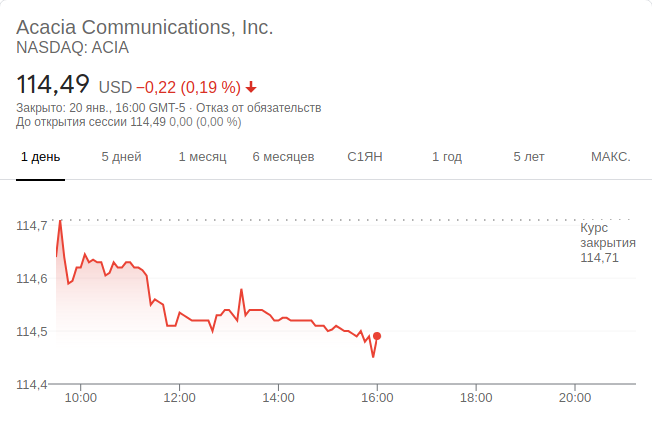 Acacia Communications, Inc.
NASDAQ: ACIA
114,49 USD −0,22 (0,19 %)
Закрыто: 20 янв., 16:00 GMT-5 · Отказ от обязательств
До открытия сессии 114,49 0,00 (0,00 %)
1 день 5 дней 1 месяц 6 месяцев С1ЯН 1 год 5 лет МАКС.
114,7
114,6
114,5
114,4
Курс
закрытия
114,71
10:00 12:00 14:00 16:00 18:00 20:00